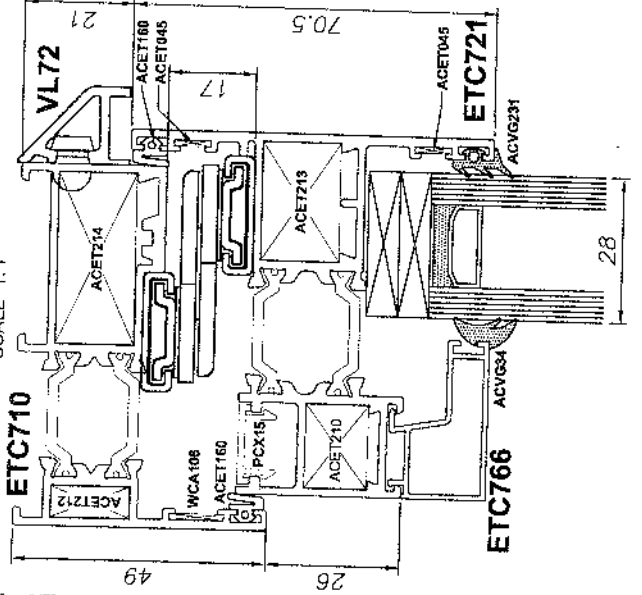 SCALE 1:1
21
70.5
VL72
ACET160
ACET045
17
ACET045
ETC721
ACVG231
ACET214
ACET213
28
ETC710
ACET212
WCA106
ACET160
PCX15
ACET210
ACVG34
ETC766
49
26